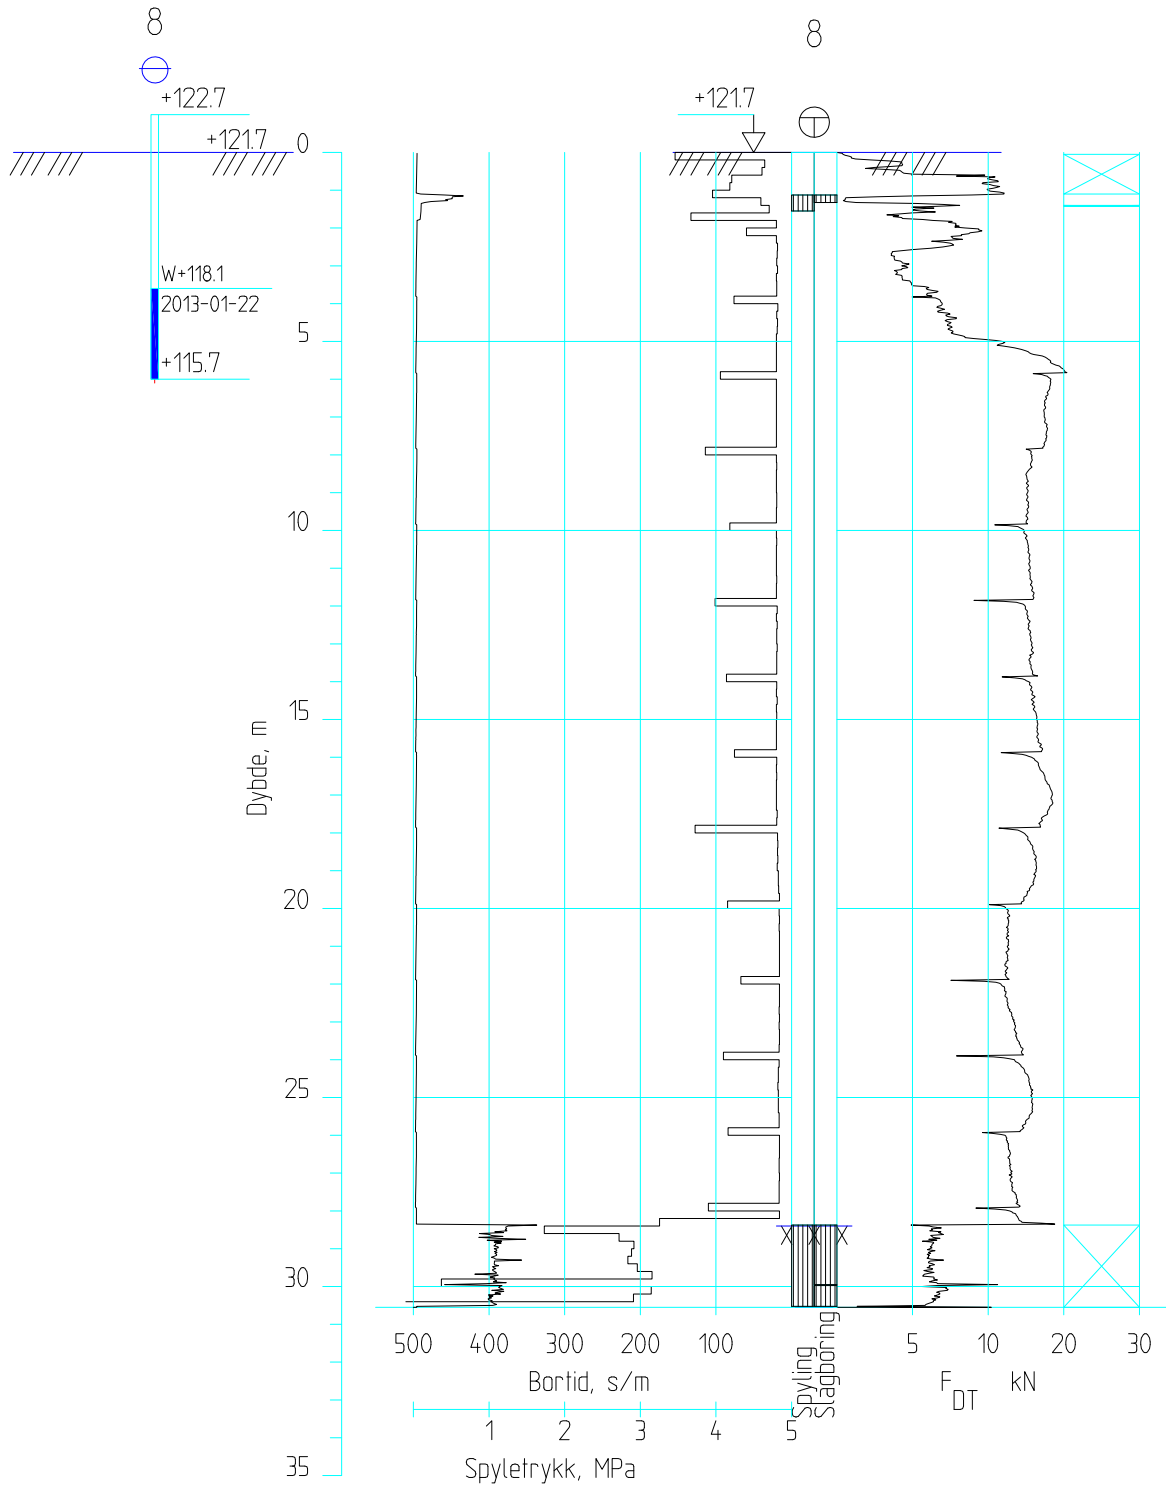 8
8
+122.7
+121.7
+121.7
0
W+118.1
2013-01-22
5
+115.7
10
15
Dybde, m
20
25
30
500 400 300 200 100
5 10 20 30
Bortid, s/m
Spyling
Slagboring
F DT kN
1 2 3 4 5
Spyletrykk, MPa
35